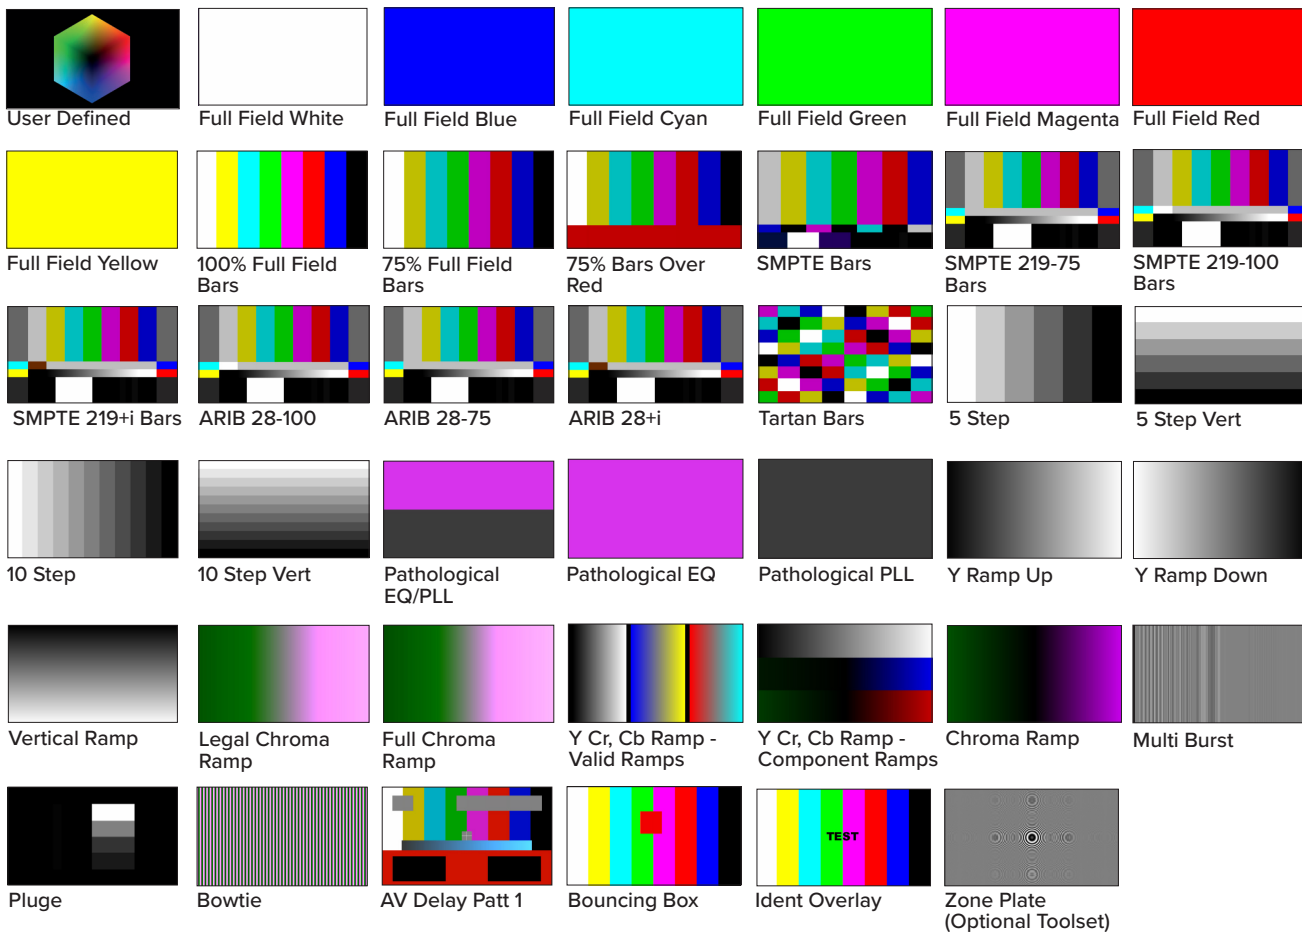 User Defined
Full Field White
Full Field Blue
Full Field Cyan
Full Field Green
Full Field Magenta
Full Field Red
Full Field Yellow
100% Full Field
Bars
75% Full Field
Bars
75% Bars Over
Red
SMPTE Bars
SMPTE 219-75
Bars
SMPTE 219-100
Bars
SMPTE 219+i Bars
ARIB 28-100
ARIB 28-75
ARIB 28+i
Tartan Bars
5 Step
5 Step Vert
10 Step
10 Step Vert
Pathological
EQ/PLL
Pathological EQ
Pathological PLL
Y Ramp Up
Y Ramp Down
Vertical Ramp
Legal Chroma
Ramp
Full Chroma
Ramp
Y Cr, Cb Ramp -
Valid Ramps
Y Cr, Cb Ramp -
Component Ramps
Chroma Ramp
Multi Burst
TEST
Pluge
Bowtie
AV Delay Patt 1
Bouncing Box
Ident Overlay
Zone Plate
(Optional Toolset)